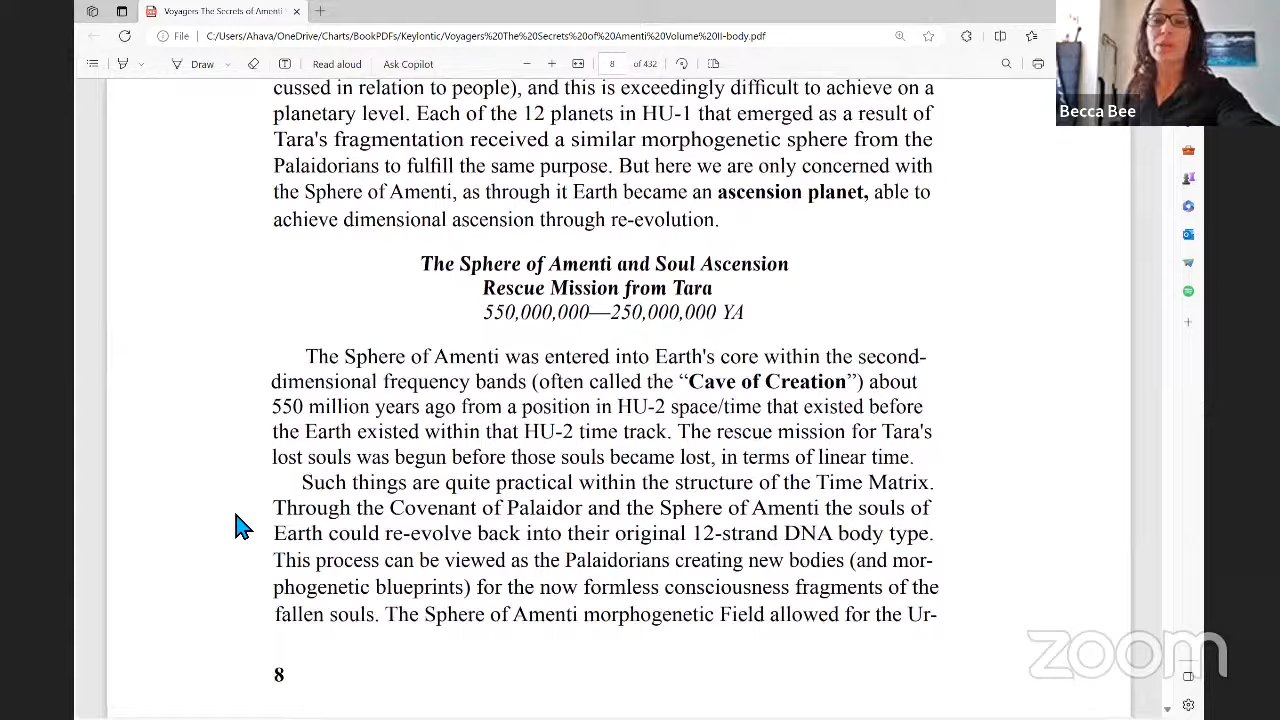 Voyagers The Secrets of Amenti
File
C:/Users/Ahava/OneDrive/Charts/BookPDFs/Keylontic/Voyagers%20The%20Secrets%20of%20Amenti%20Volume%20II-body.pdf
Draw
Read aloud
Ask Copilot
8 of 432
Becca Bee
cussed in relation to people), and this is exceedingly difficult to achieve on a
planetary level. Each of the 12 planets in HU-1 that emerged as a result of
Tara's fragmentation received a similar morphogenetic sphere from the
Palaidorians to fulfill the same purpose. But here we are only concerned with
the Sphere of Amenti, as through it Earth became an ascension planet, able to
achieve dimensional ascension through re-evolution.
The Sphere of Amenti and Soul Ascension
Rescue Mission from Tara
550,000,000—250,000,000 YA
The Sphere of Amenti was entered into Earth's core within the second-
dimensional frequency bands (often called the “Cave of Creation”) about
550 million years ago from a position in HU-2 space/time that existed before
the Earth existed within that HU-2 time track. The rescue mission for Tara's
lost souls was begun before those souls became lost, in terms of linear time.
Such things are quite practical within the structure of the Time Matrix.
Through the Covenant of Palaidor and the Sphere of Amenti the souls of
Earth could re-evolve back into their original 12-strand DNA body type.
This process can be viewed as the Palaidorians creating new bodies (and mor-
phogenetic blueprints) for the now formless consciousness fragments of the
fallen souls. The Sphere of Amenti morphogenetic Field allowed for the Ur-
8
zoom